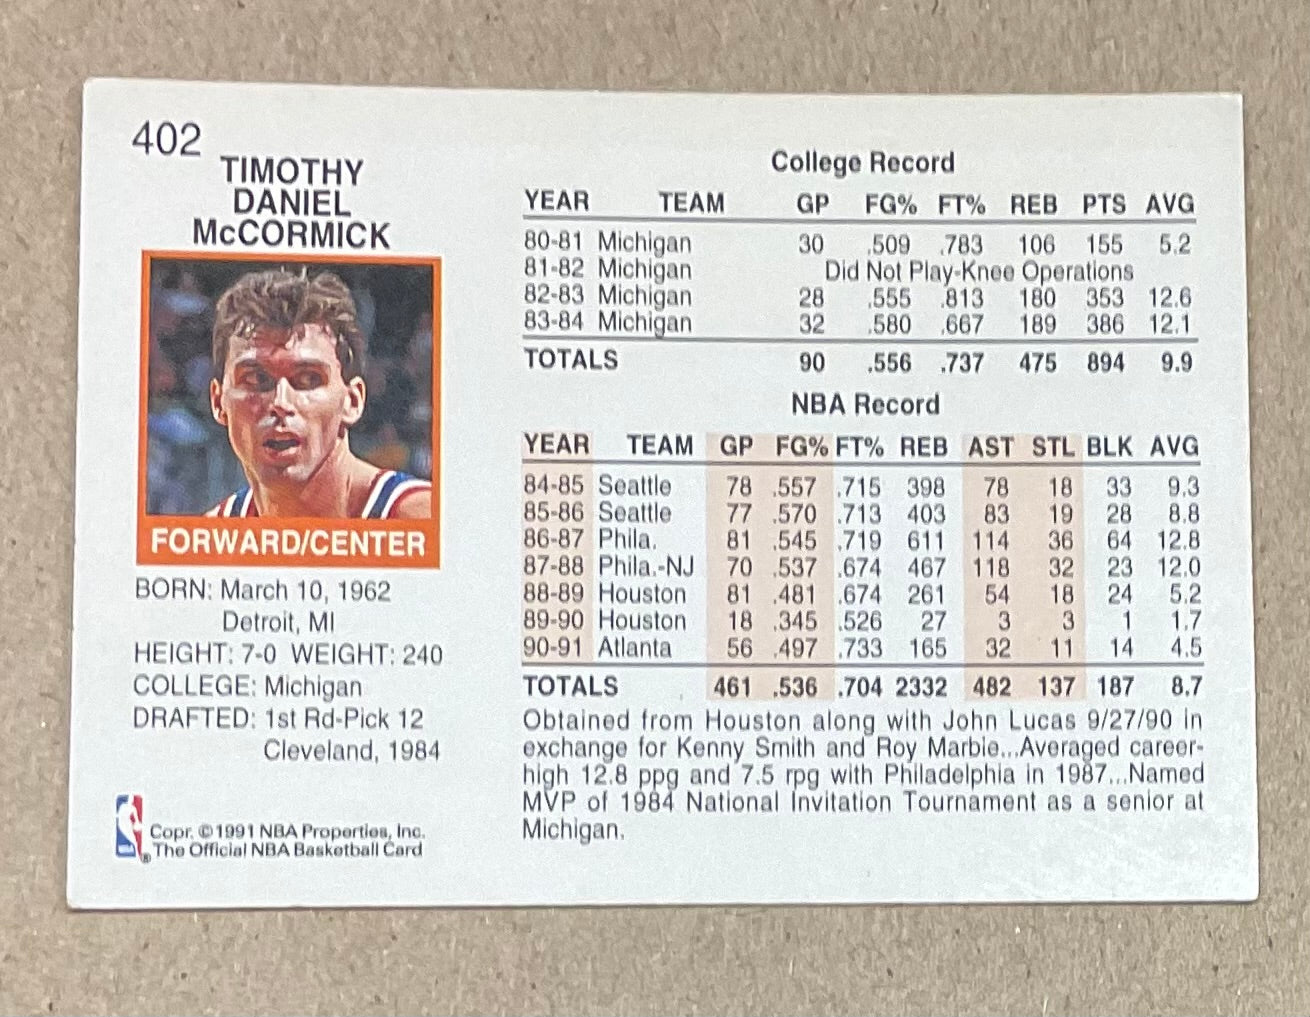 402
TIMOTHY
DANIEL
McCORMICK
FORWARD/CENTER
BORN: March 10, 1962
Detroit, MI
HEIGHT: 7-0 WEIGHT: 240
COLLEGE: Michigan
DRAFTED: 1st Rd-Pick 12
Cleveland, 1984
NBA
®
Copr. ©1991 NBA Properties, Inc.
The Official NBA Basketball Card
College Record
YEAR TEAM GP FG% FT% REB PTS AVG
80-81 Michigan 30 .509 .783 106 155 5.2
81-82 Michigan Did Not Play-Knee Operations
82-83 Michigan 28 .555 .813 180 353 12.6
83-84 Michigan 32 .580 .667 189 386 12.1
TOTALS 90 .556 .737 475 894 9.9
NBA Record
YEAR TEAM GP FG% FT% REB AST STL BLK AVG
84-85 Seattle 78 .557 .715 398 78 18 33 9.3
85-86 Seattle 77 .570 .713 403 83 19 28 8.8
86-87 Phila. 81 .545 .719 611 114 36 64 12.8
87-88 Phila.-NJ 70 .537 .674 467 118 32 23 12.0
88-89 Houston 81 .481 .674 261 54 18 24 5.2
89-90 Houston 18 .345 .526 27 3 3 1 1.7
90-91 Atlanta 56 .497 .733 165 32 11 14 4.5
TOTALS 461 .536 .704 2332 482 137 187 8.7
Obtained from Houston along with John Lucas 9/27/90 in
exchange for Kenny Smith and Roy Marble...Averaged career-
high 12.8 ppg and 7.5 rpg with Philadelphia in 1987...Named
MVP of 1984 National Invitation Tournament as a senior at
Michigan.